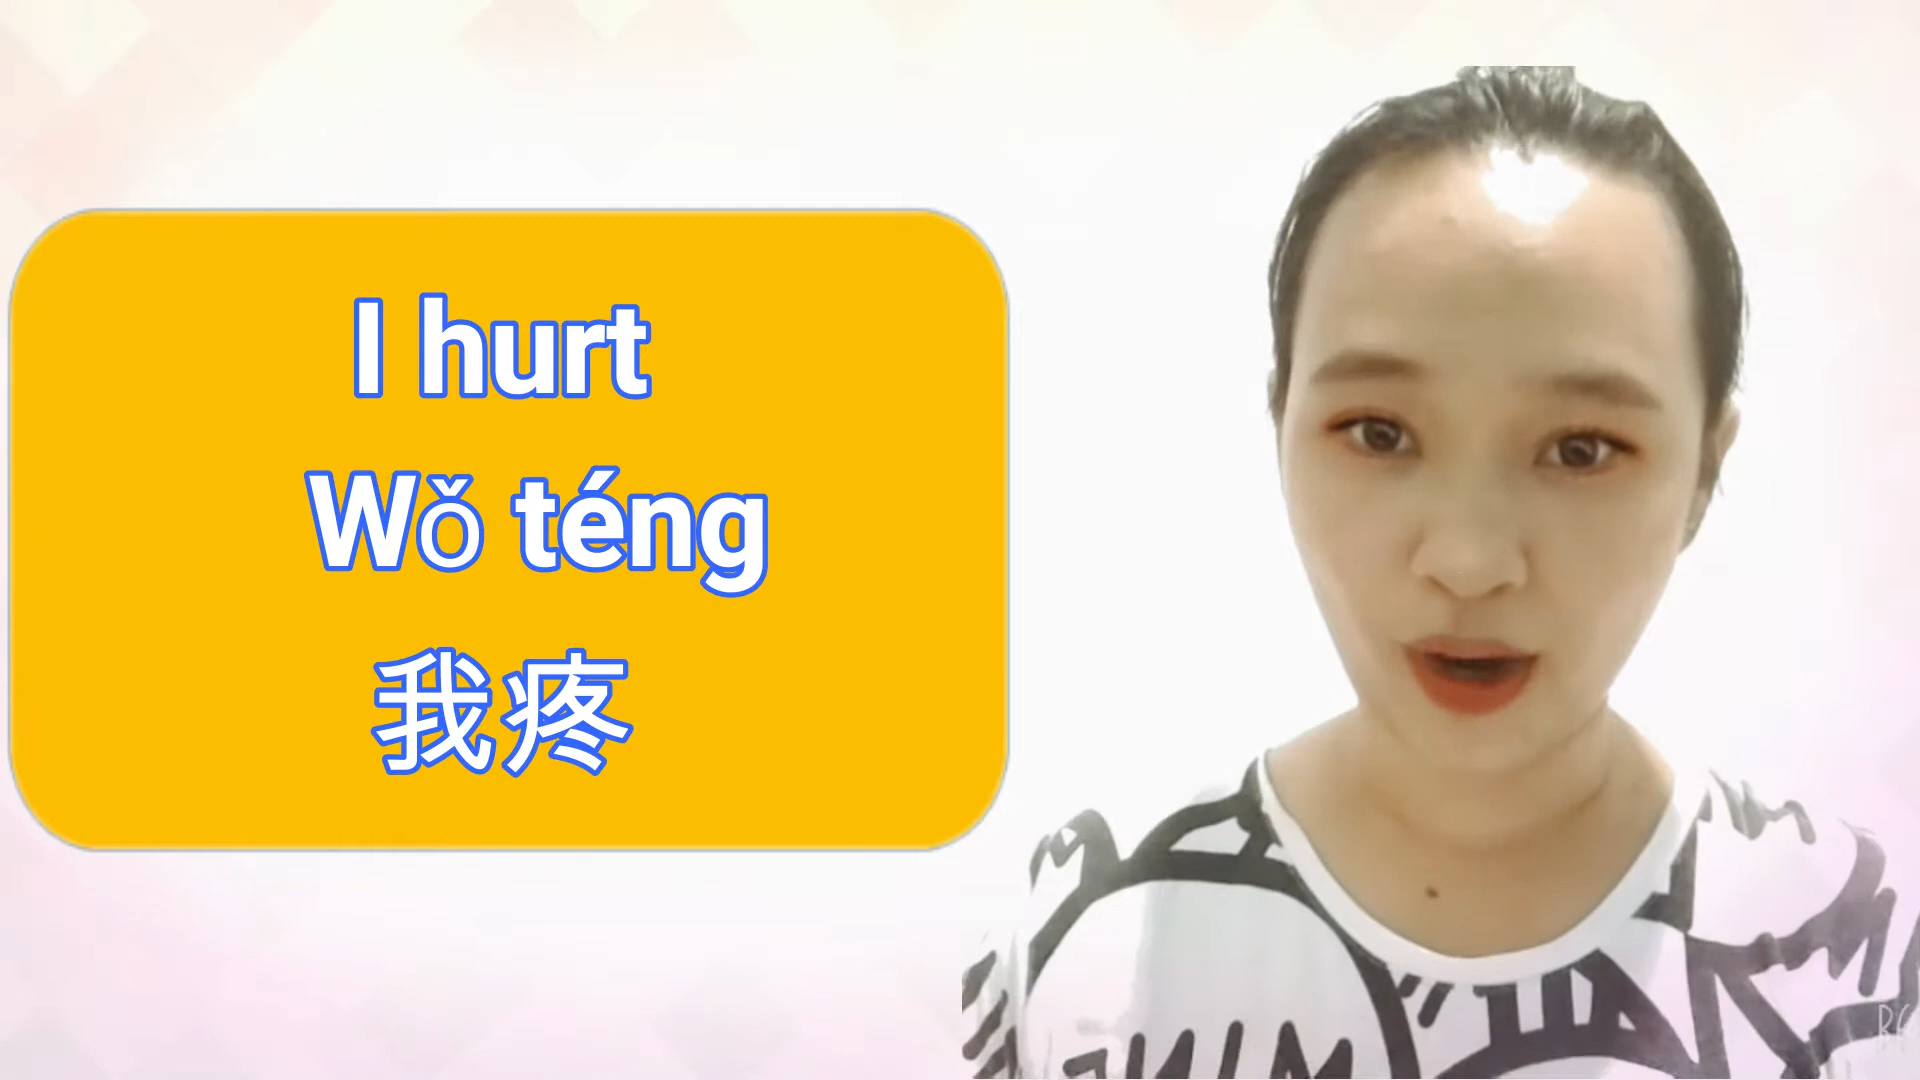 I hurt
Wǒ téng
我疼